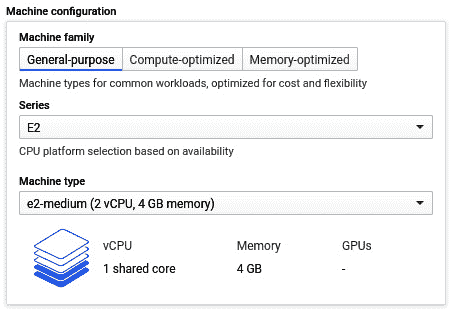 Machine configuration
Machine family
General-purpose Compute-optimized Memory-optimized
Machine types for common workloads, optimized for cost and flexibility
Series
E2
CPU platform selection based on availability
Machine type
e2-medium (2 vCPU, 4 GB memory)
vCPU Memory GPUs
1 shared core 4 GB -